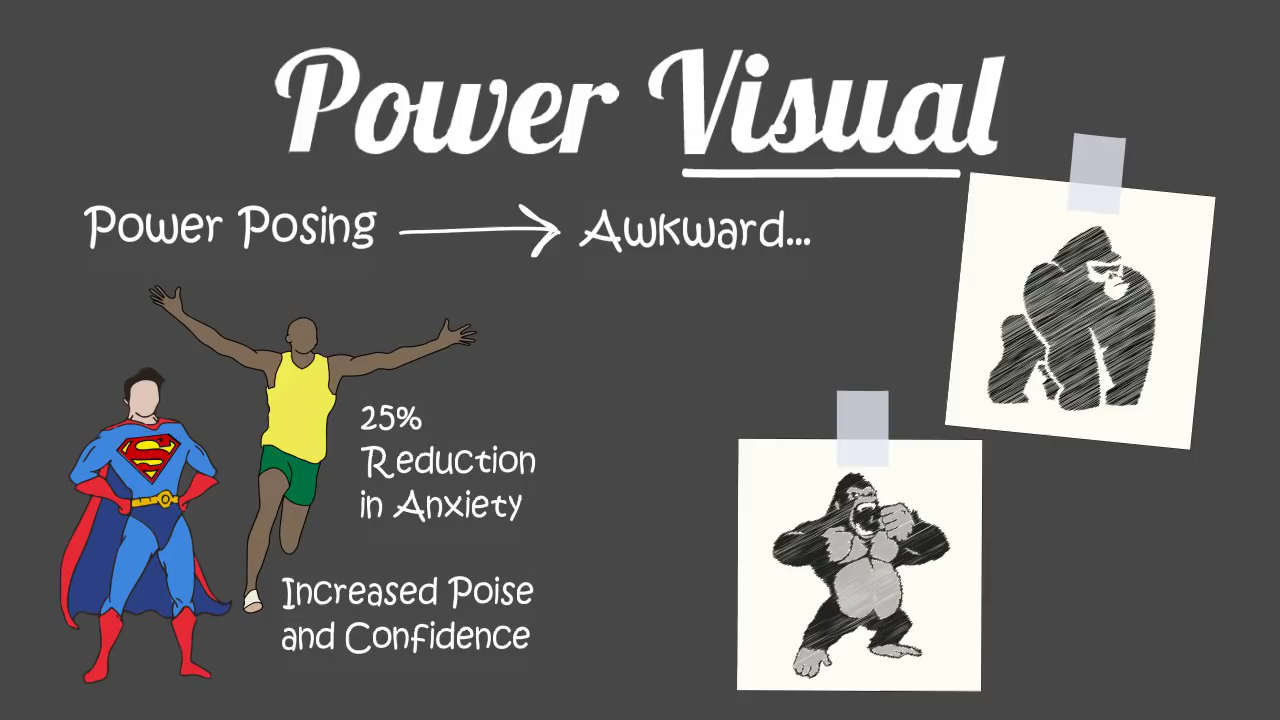 Power Visual
Power Posing
Awkward...
25%
Reduction
in Anxiety
Increased Poise
and Confidence